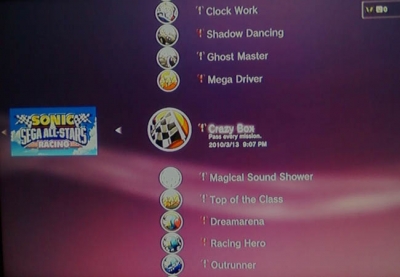 Clock Work
Shadow Dancing
Ghost Master
Mega Driver
SONIC
SEGA ALL-STARS
RACING
Crazy Box
Pass every mission.
2010/3/13 9:07 PM
Magical Sound Shower
Top of the Class
Dreamarena
Racing Hero
Outrunner